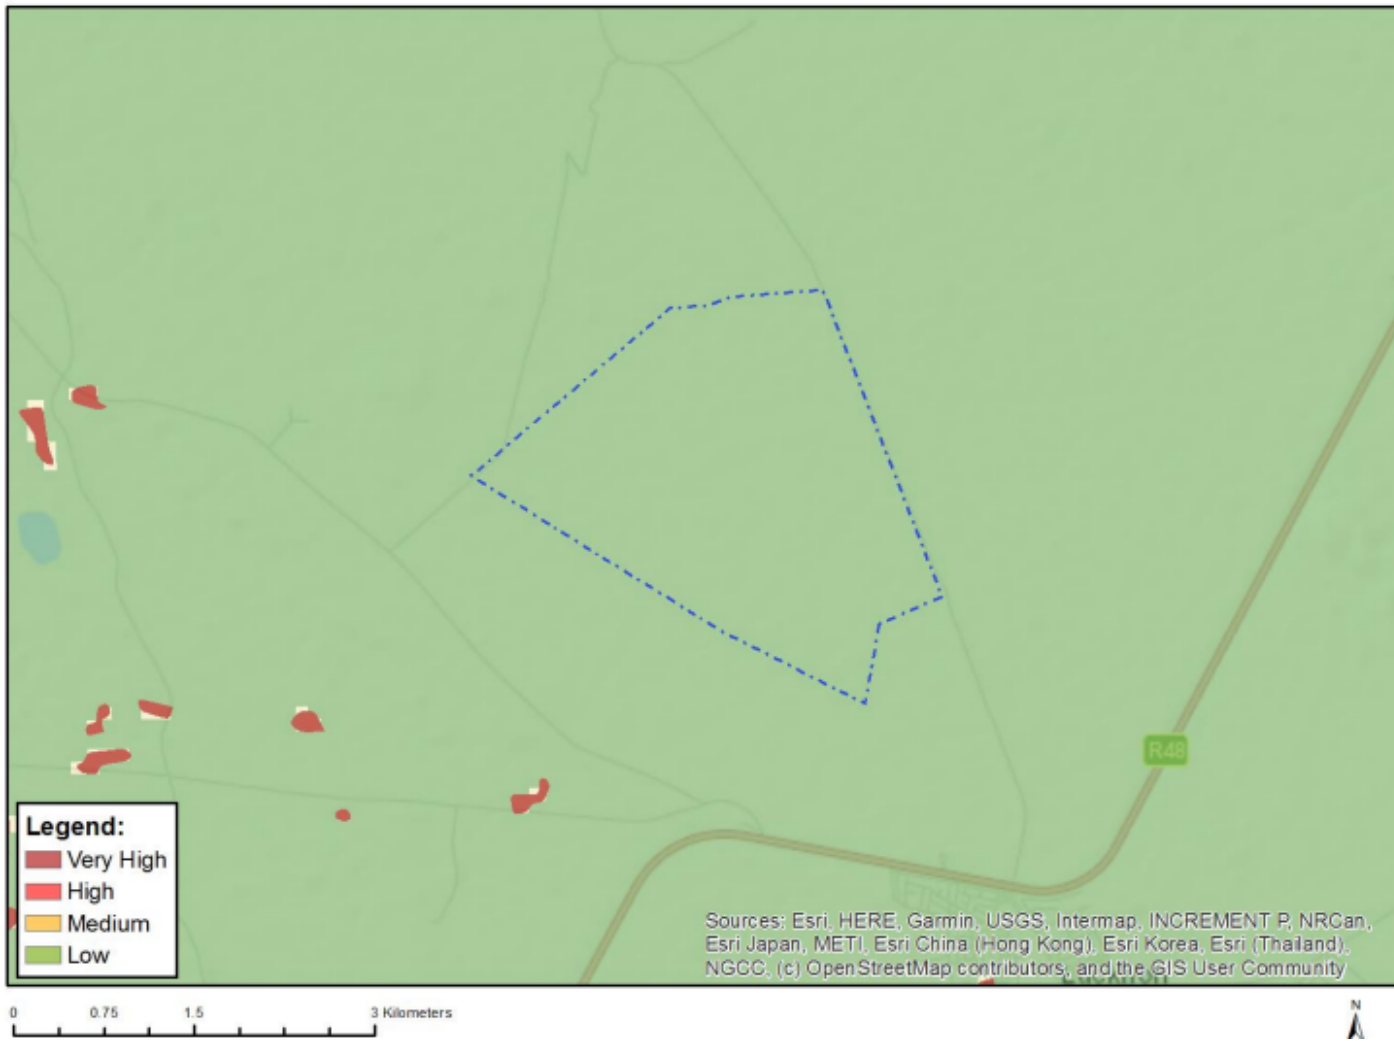 R48
Legend:
Very High
High
Medium
Low
Sources: Esri, HERE, Garmin, USGS, Intermap, INCREMENT P, NRCan,
Esri Japan, METI, Esri China (Hong Kong), Esri Korea, Esri (Thailand),
NGCC, (c) OpenStreetMap contributors, and the GIS User Community
0 0.75 1.5 3 Kilometers
N